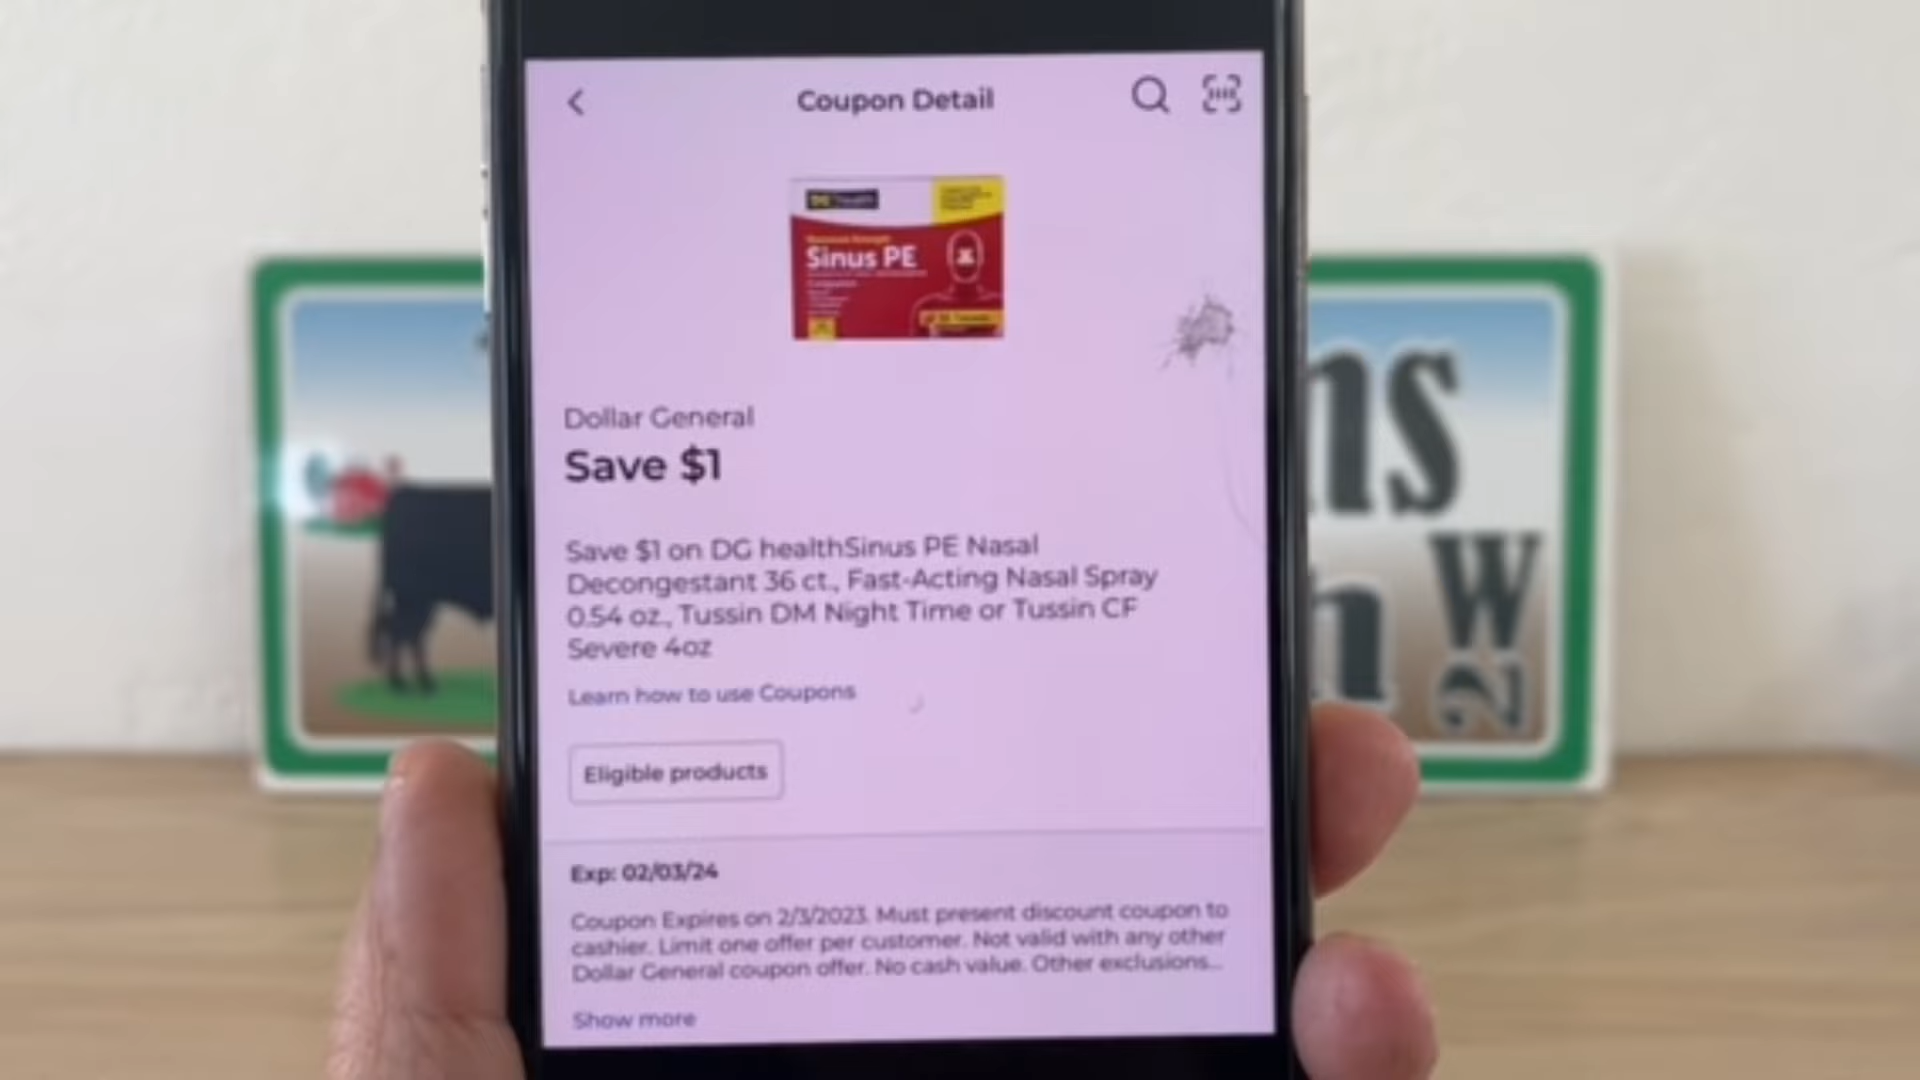 Coupon Detail
health
Sinus PE
Dollar General
Save $1
Save $1 on DG healthSinus PE Nasal
Decongestant 36 ct., Fast-Acting Nasal Spray
0.54 oz., Tussin DM Night Time or Tussin CF
Severe 4oz
Learn how to use Coupons
Eligible products
Exp: 02/03/24
Coupon Expires on 2/3/2023. Must present discount coupon to
cashier. Limit one offer per customer. Not valid with any other
Dollar General coupon offer. No cash value. Other exclusions...
Show more
ns
W
N